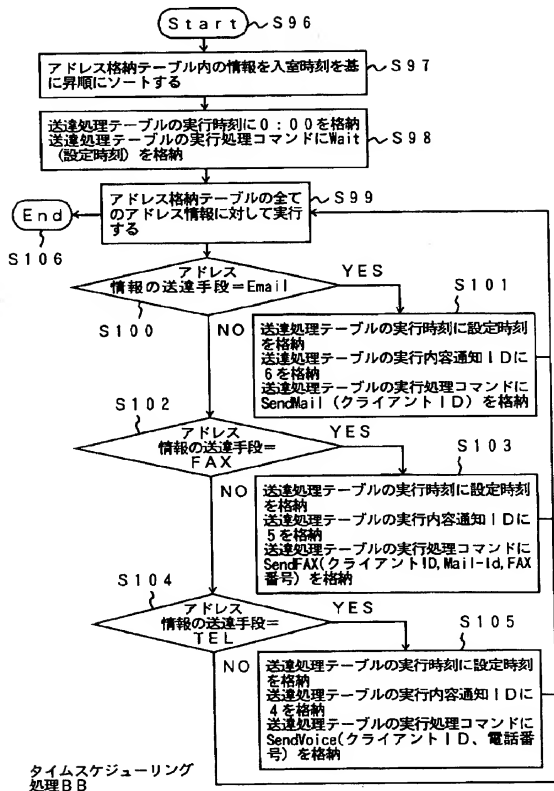 Start S96
アドレス格納テーブル内の情報を入室時刻を基
に昇順にソートする
S97
送達処理テーブルの実行時刻に0:00を格納
送達処理テーブルの実行処理コマンドにWait
(設定時刻)を格納
S98
S99
アドレス格納テーブルの全て
のアドレス情報に対して実行
する
End
S106
アドレス
情報の送達手段=Email
YES
S100
NO
S101
送達処理テーブルの実行時刻に設定時刻
を格納
送達処理テーブルの実行内容通知IDに
6を格納
送達処理テーブルの実行処理コマンドに
SendMail(クライアントID)を格納
S102
アドレス
情報の送達手段=
FAX
YES
NO
S103
送達処理テーブルの実行時刻に設定時刻
を格納
送達処理テーブルの実行内容通知IDに
5を格納
送達処理テーブルの実行処理コマンドに
SendFAX(クライアントID,Mail-Id,FAX
番号)を格納
S104
アドレス
情報の送達手段=
TEL
YES
NO
S105
送達処理テーブルの実行時刻に設定時刻
を格納
送達処理テーブルの実行内容通知IDに
4を格納
送達処理テーブルの実行処理コマンドに
SendVoice(クライアントID、電話番
号)を格納
タイムスケジューリング
処理BB